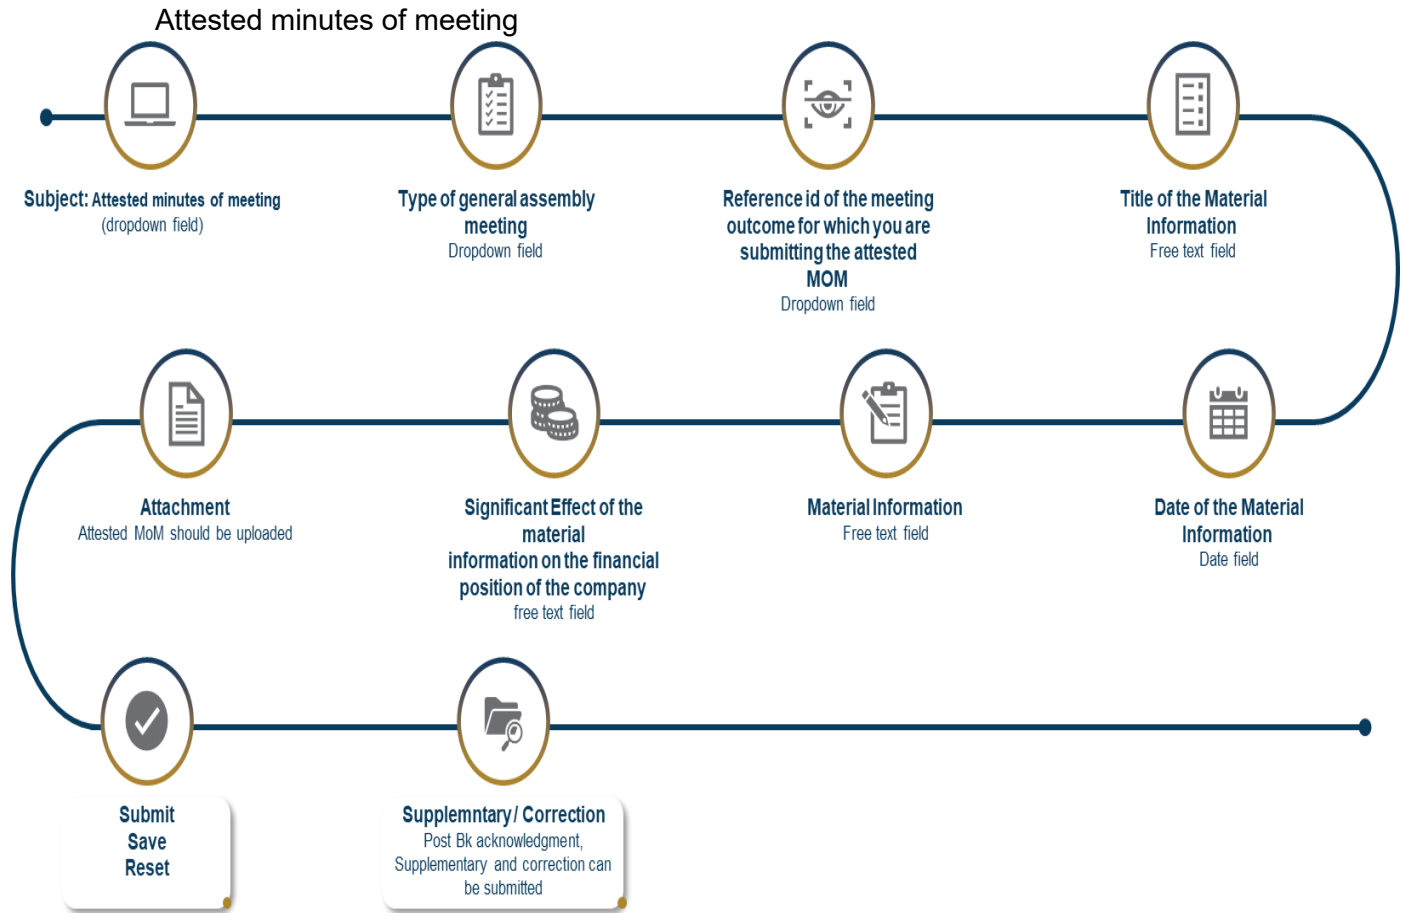 Attested minutes of meeting
Subject: Attested minutes of meeting
(dropdown field)
Type of general assembly
meeting
Dropdown field
Reference id of the meeting
outcome for which you are
submitting the attested
MOM
Dropdown field
Title of the Material
Information
Free text field
Date of the Material
Information
Date field
Material Information
Free text field
Significant Effect of the
material
information on the financial
position of the company
free text field
Attachment
Attested MoM should be uploaded
Submit
Save
Reset
Supplemntary / Correction
Post Bk acknowledgment,
Supplementary and correction can
be submitted